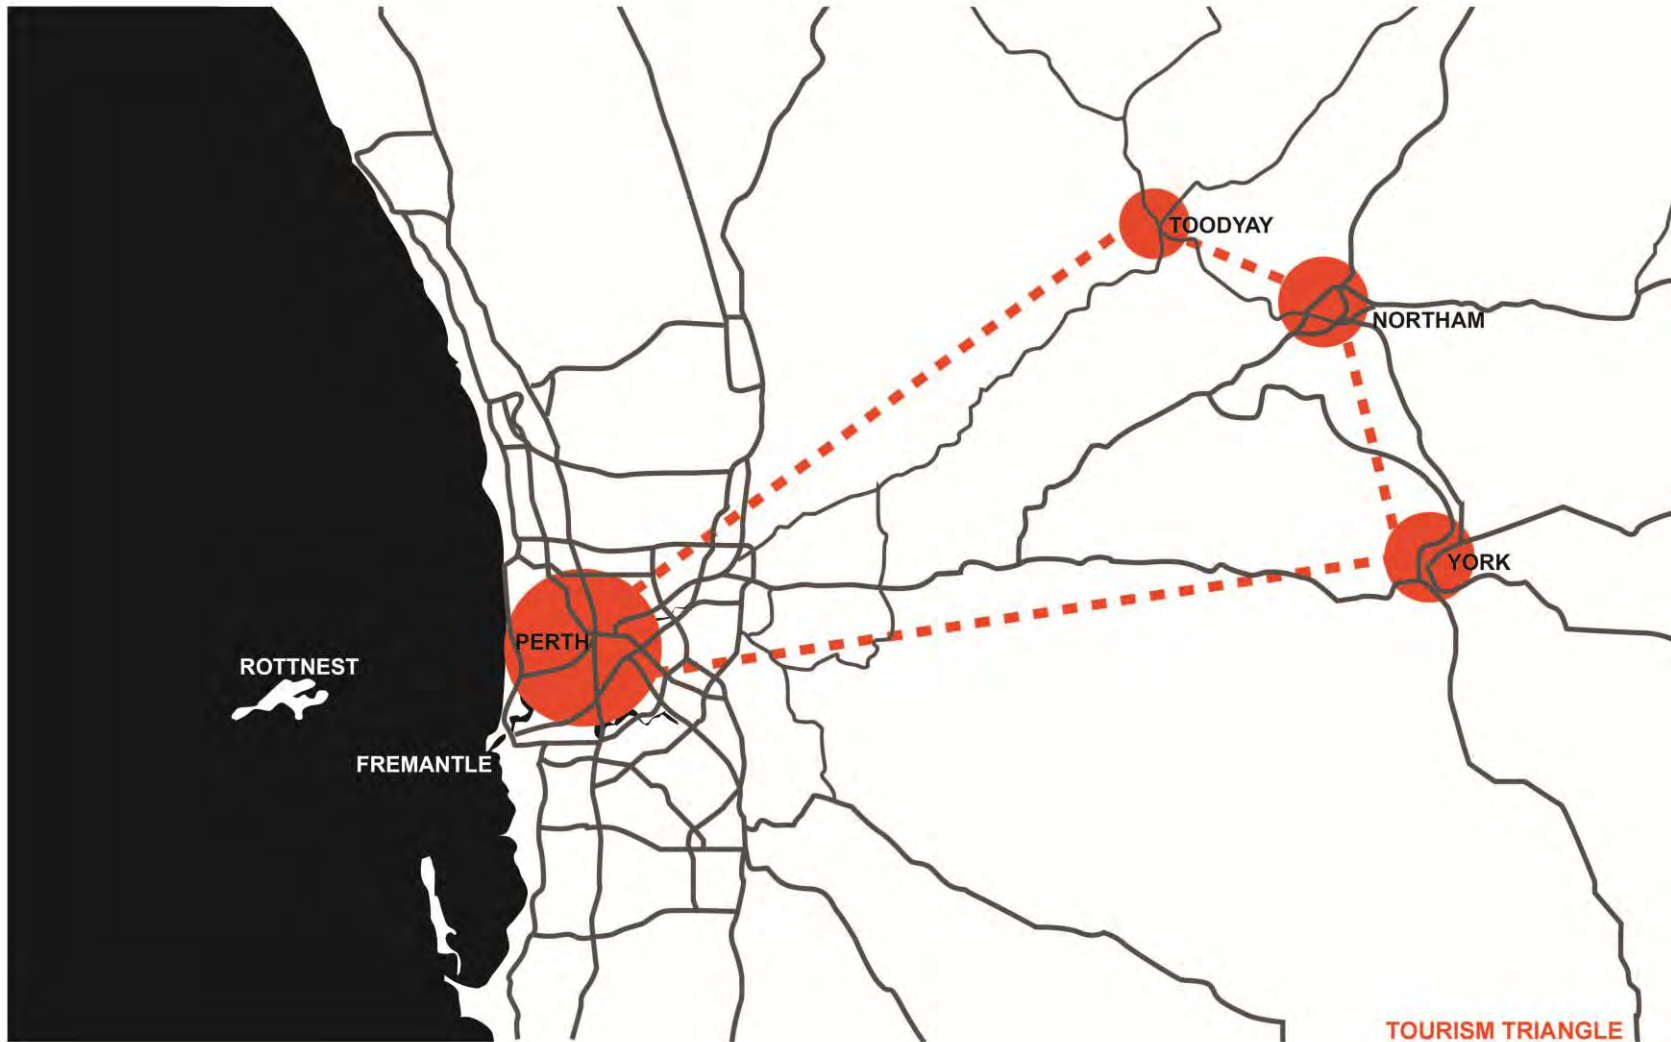 TOODYAY
NORTHAM
YORK
PERTH
ROTTNEST
FREMANTLE
TOURISM TRIANGLE